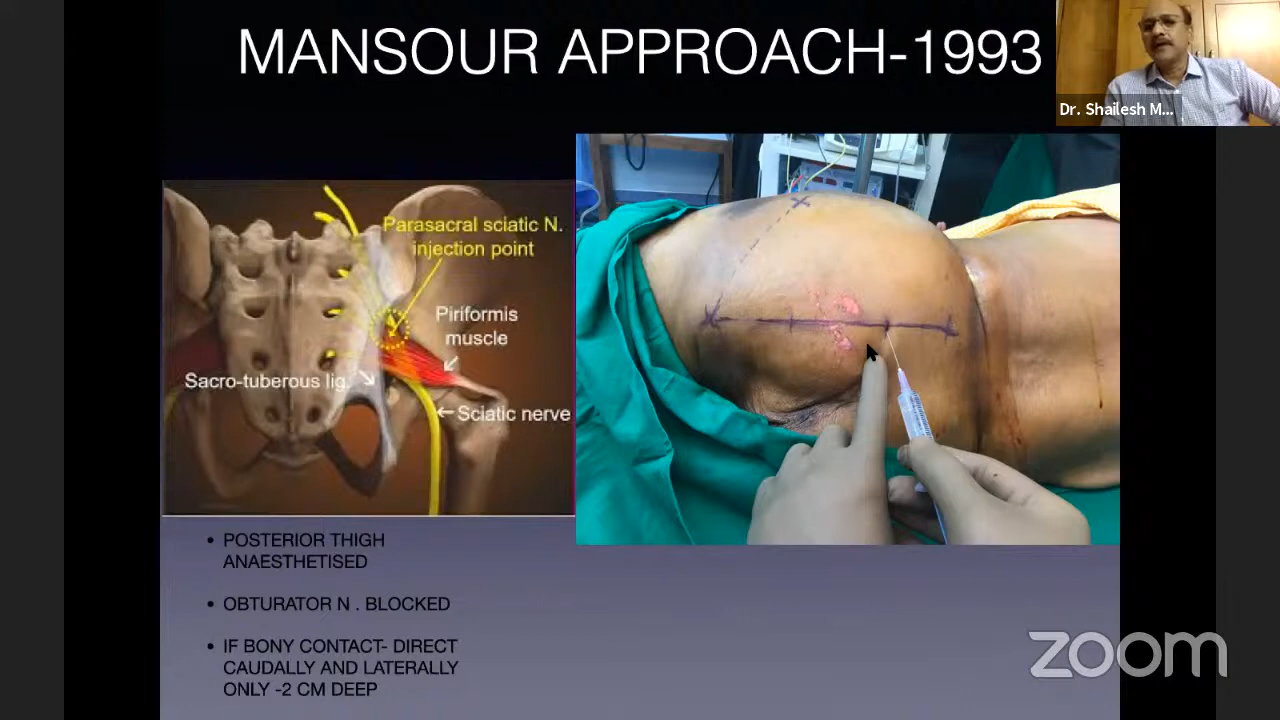 MANSOUR APPROACH-1993
Dr. Shailesh M...
Parasacral sciatic N.
injection point
Piriformis
muscle
Sacro-tuberous lig.
Sciatic nerve
• POSTERIOR THIGH
ANAESTHETISED
• OBTURATOR N . BLOCKED
• IF BONY CONTACT- DIRECT
CAUDALLY AND LATERALLY
ONLY -2 CM DEEP
zoom